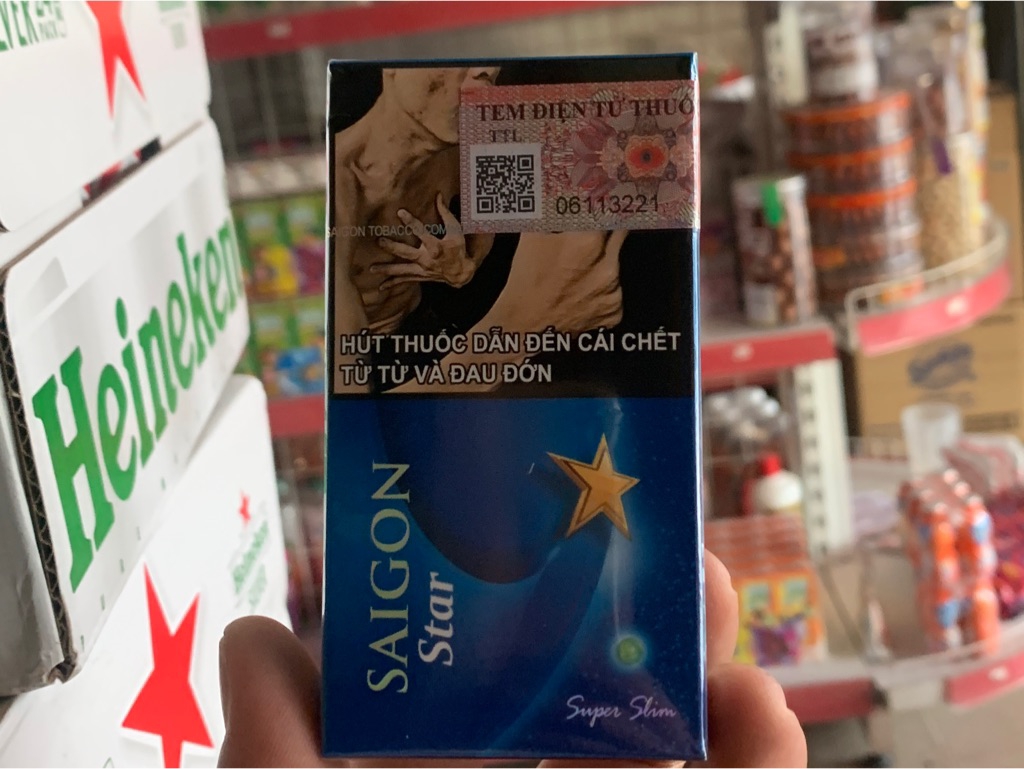 TEM ĐIỆN TỬ THUỐ
TTL
06113221
SAIGON TOBACCO.COM
HÚT THUỐC DẪN ĐẾN CÁI CHẾT
TỪ TỪ VÀ ĐAU ĐỚN
SAIGON
Star
Super Slim
Heineken
Heineken